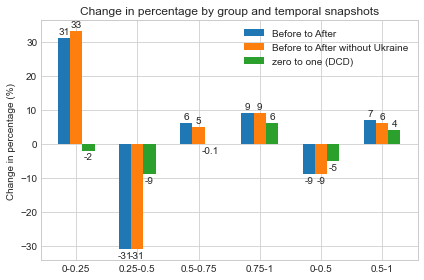 Change in percentage by group and temporal snapshots
Change in percentage (%)
30
20
10
0
−10
−20
−30
Before to After
Before to After without Ukraine
zero to one (DCD)
31 33 -2
-31 -31 -9
6 5 -0.1
9 9 6
-9 -9 -5
7 6 4
0-0.25 0.25-0.5 0.5-0.75 0.75-1 0-0.5 0.5-1